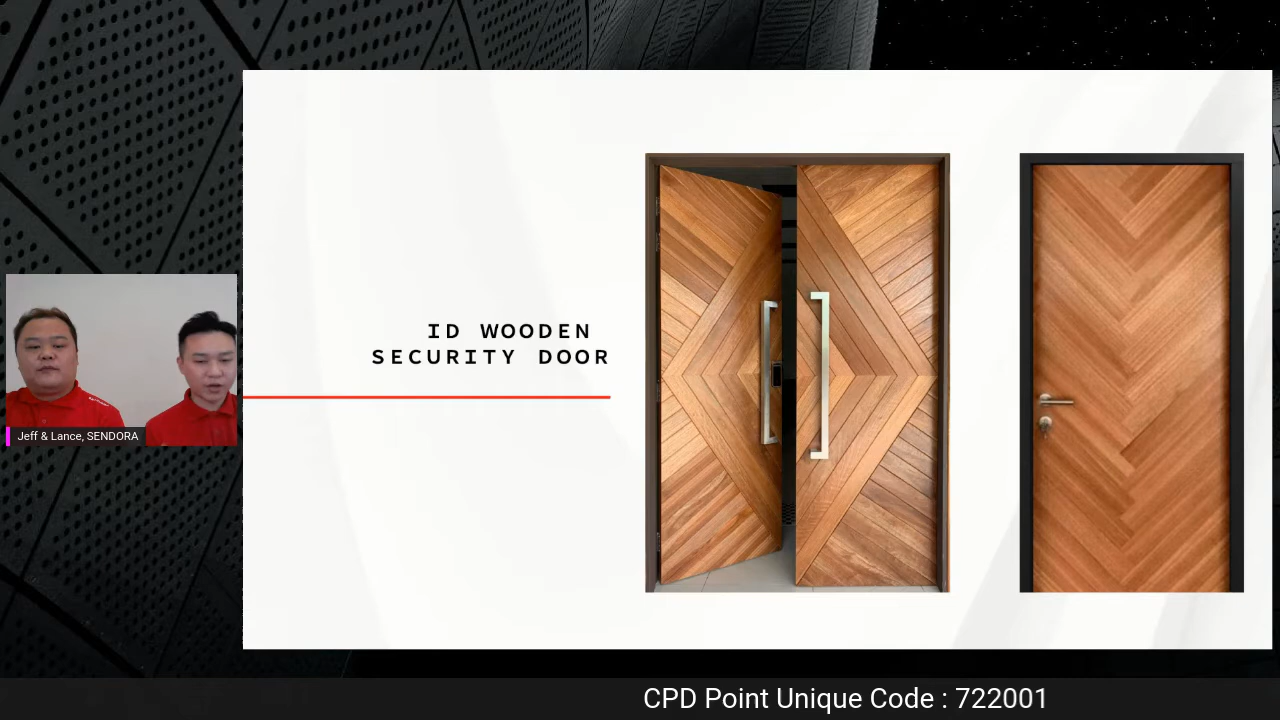 ID WOODEN
SECURITY DOOR
Jeff & Lance, SENDORA
CPD Point Unique Code : 722001